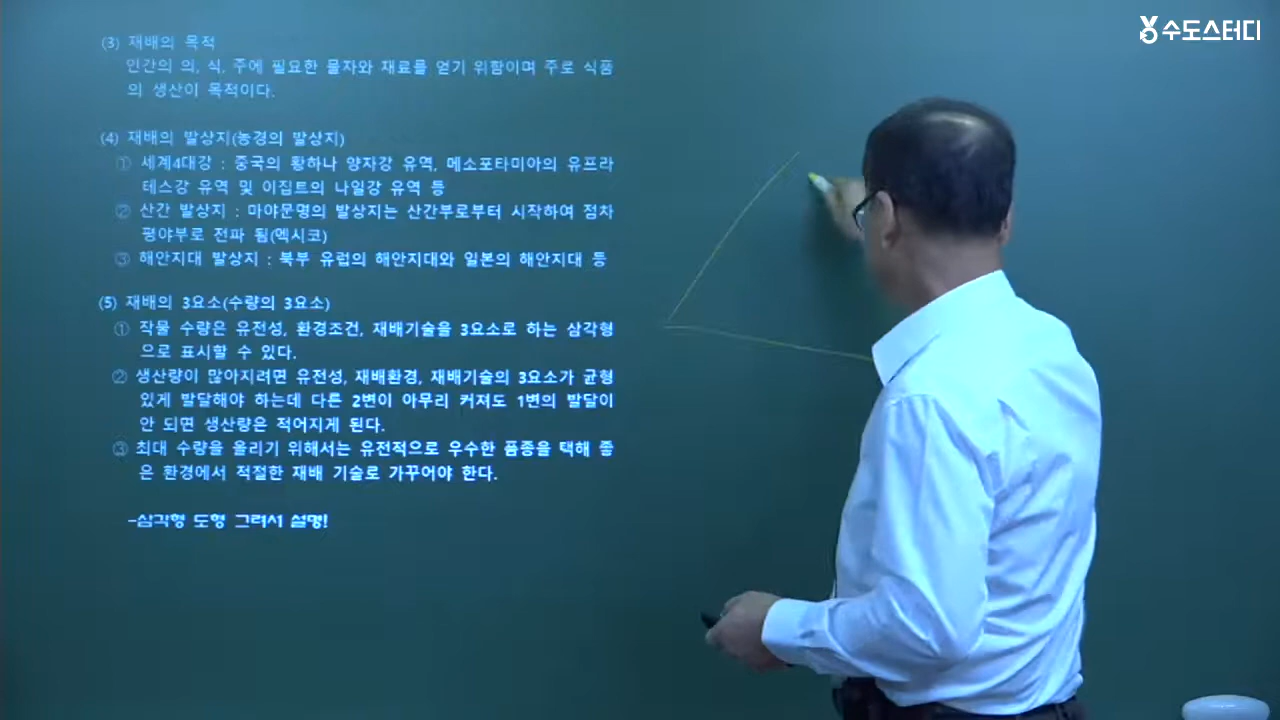 수도스터디
(3) 재배의 목적
인간의 의, 식, 주에 필요한 물자와 재료를 얻기 위함이며 주로 식품
의 생산이 목적이다.
(4) 재배의 발상지(농경의 발상지)
① 세계4대강 : 중국의 황하나 양자강 유역, 메소포타미아의 유프라
테스강 유역 및 이집트의 나일강 유역 등
② 산간 발상지 : 마야문명의 발상지는 산간부로부터 시작하여 점차
평야부로 전파 됨(멕시코)
③ 해안지대 발상지 : 북부 유럽의 해안지대와 일본의 해안지대 등
(5) 재배의 3요소(수량의 3요소)
① 작물 수량은 유전성, 환경조건, 재배기술을 3요소로 하는 삼각형
으로 표시할 수 있다.
② 생산량이 많아지려면 유전성, 재배환경, 재배기술의 3요소가 균형
있게 발달해야 하는데 다른 2변이 아무리 커져도 1변의 발달이
안 되면 생산량은 적어지게 된다.
③ 최대 수량을 올리기 위해서는 유전적으로 우수한 품종을 택해 좋
은 환경에서 적절한 재배 기술로 가꾸어야 한다.
-삼각형 도형 그려서 설명!